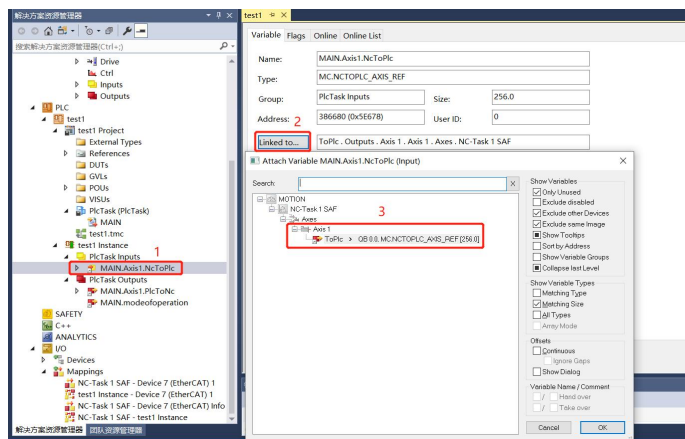 解决方案资源管理器
搜索解决方案资源管理器(Ctrl+;)
Drive
Ctrl
Inputs
Outputs
PLC
test1
test1 Project
External Types
References
DUTs
GVLs
POUs
VISUs
PlcTask (PlcTask)
MAIN
test1.tmc
test1 Instance
1
PlcTask Inputs
MAIN.Axis1.NcToPlc
PlcTask Outputs
MAIN.Axis1.PlcToNc
MAIN.modeofoperation
SAFETY
C++
ANALYTICS
I/O
Devices
Mappings
NC-Task 1 SAF - Device 7 (EtherCAT) 1
test1 Instance - Device 7 (EtherCAT) 1
NC-Task 1 SAF - Device 7 (EtherCAT) Info
NC-Task 1 SAF - test1 Instance
解决方案资源管理器 团队资源管理器
test1
Variable Flags Online Online List
Name: MAIN.Axis1.NcToPlc
Type: MC.NCTOPLC_AXIS_REF
Group: PlcTask Inputs Size: 256.0
Address: 386680 (0x5E678) User ID: 0
2
Linked to... ToPlc . Outputs . Axis 1 . Axis 1 . Axes . NC-Task 1 SAF
Attach Variable MAIN.Axis1.NcToPlc (Input)
Search:
MOTION
NC-Task 1 SAF
3
Axes
Axis 1
ToPlc > QB 0.0, MC.NCTOPLC_AXIS_REF [256.0]
Show Variables
Only Unused
Exclude disabled
Exclude other Devices
Exclude same Image
Show Tooltips
Sort by Address
Show Variable Groups
Collapse last Level
Show Variable Types
Matching Type
Matching Size
All Types
Array Mode
Offsets
Continuous
Ignore Gaps
Show Dialog
Variable Name / Comment
/ Hand over
/ Take over
Cancel OK